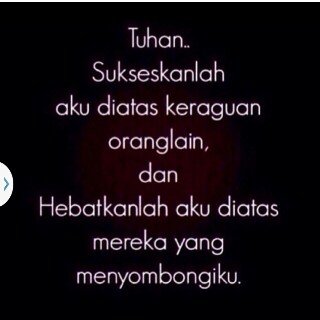 Tuhan..
Sukseskanlah
aku diatas keraguan
oranglain,
dan
Hebatkanlah aku diatas
mereka yang
menyombongiku.